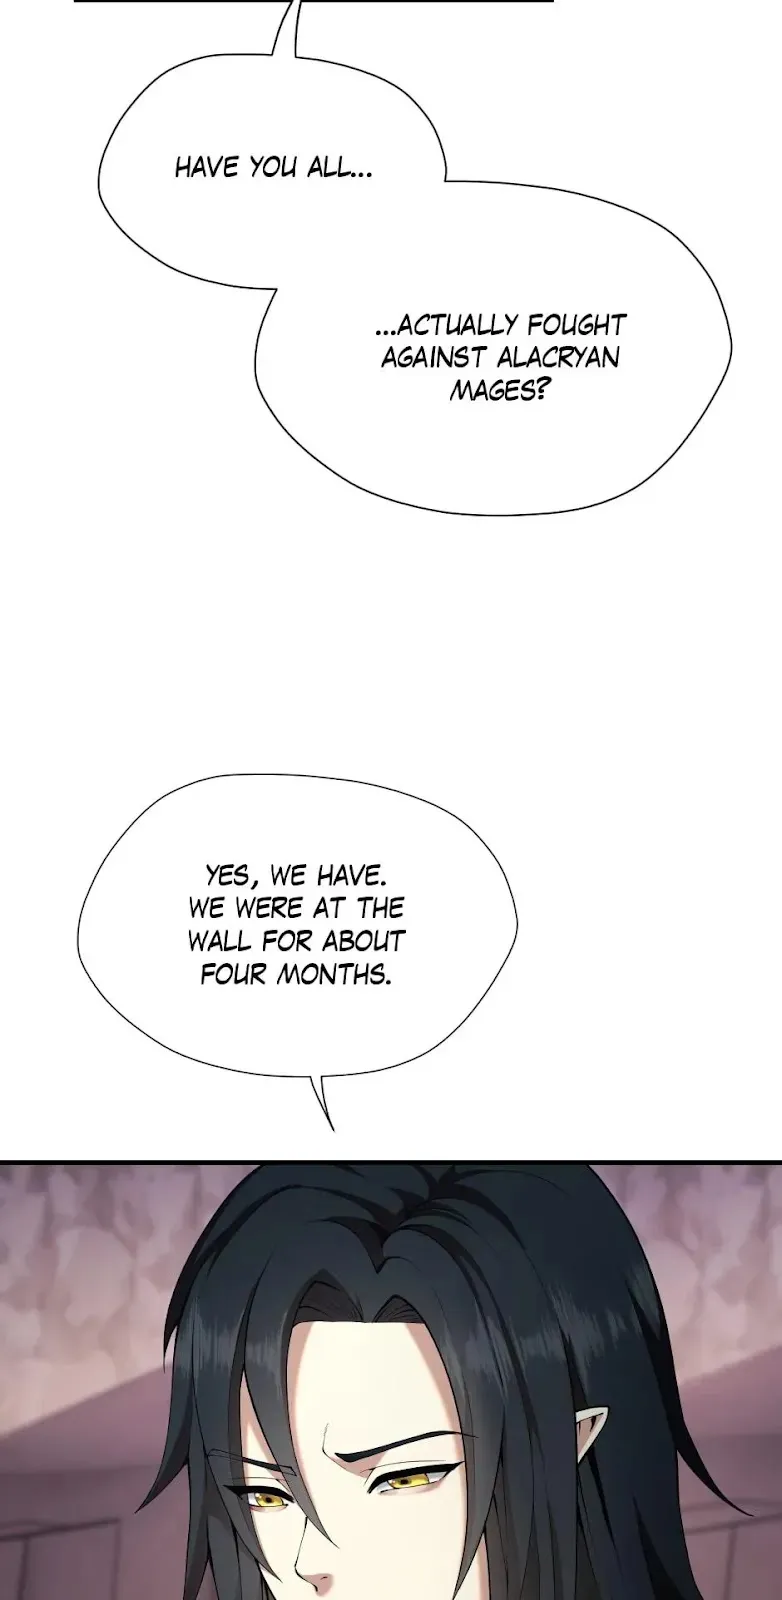 HAVE YOU ALL...
...ACTUALLY FOUGHT
AGAINST ALACRYAN
MAGES?
YES, WE HAVE.
WE WERE AT THE
WALL FOR ABOUT
FOUR MONTHS.